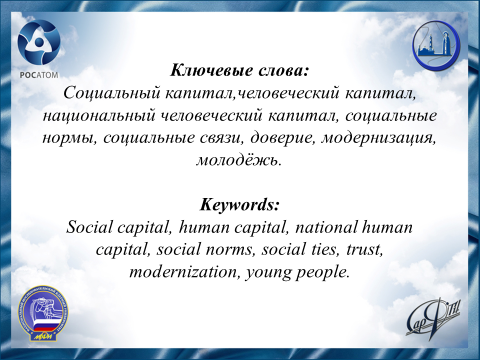 РОСАТОМ
Ключевые слова:
Социальный капитал,человеческий капитал,
национальный человеческий капитал, социальные
нормы, социальные связи, доверие, модернизация,
молодёжь.
Keywords:
Social capital, human capital, national human
capital, social norms, social ties, trust,
modernization, young people.